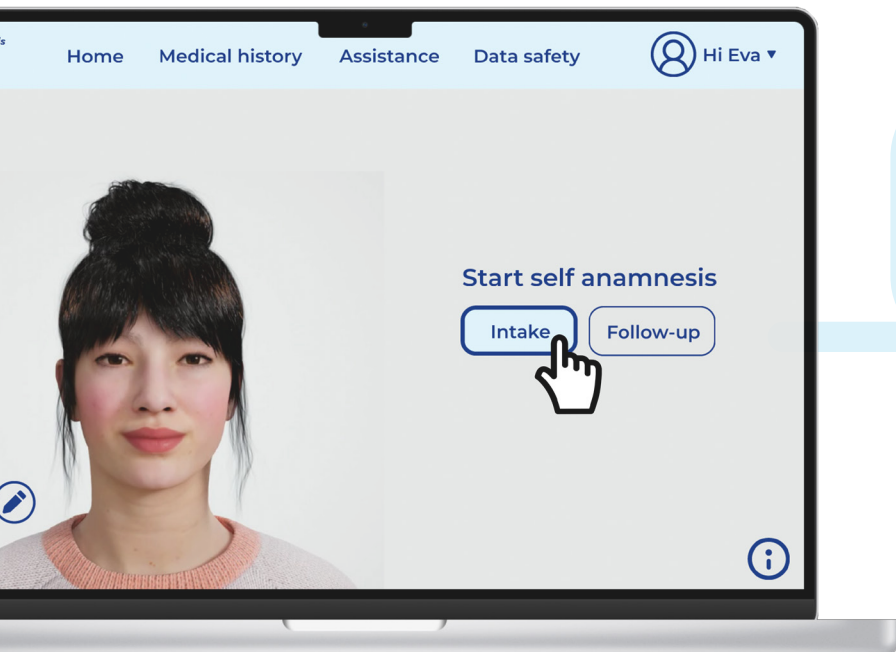 Home Medical history Assistance Data safety Hi Eva ▼
Start self anamnesis
Intake Follow-up